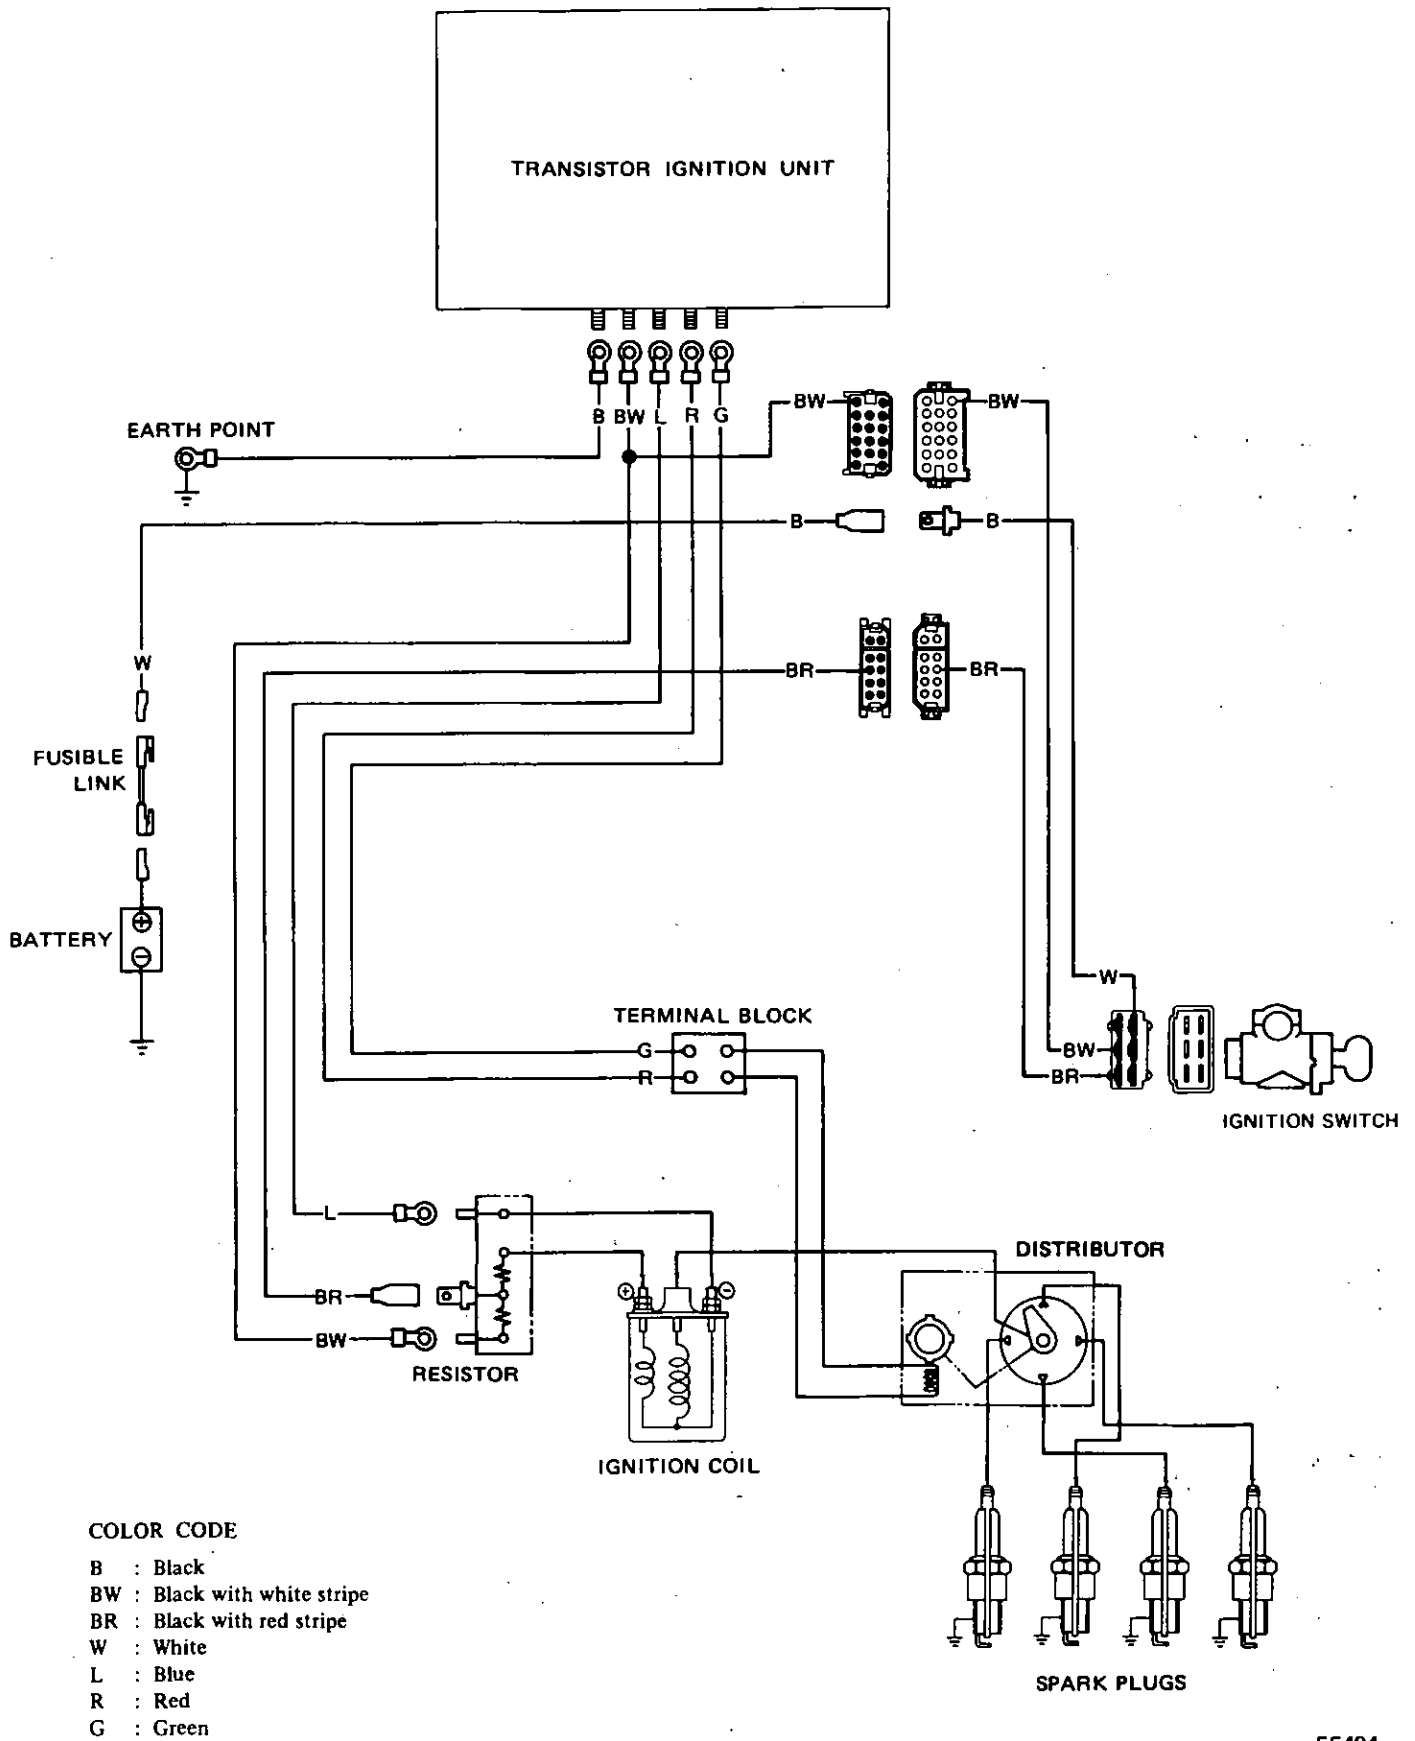 TRANSISTOR IGNITION UNIT
B BW L R G
BW
BW
EARTH POINT
B
B
W
BR
BR
FUSIBLE
LINK
BATTERY
W
TERMINAL BLOCK
G
R
BW
BR
IGNITION SWITCH
L
DISTRIBUTOR
BR
BW
RESISTOR
IGNITION COIL
SPARK PLUGS
COLOR CODE
B : Black
BW : Black with white stripe
BR : Black with red stripe
W : White
L : Blue
R : Red
G : Green